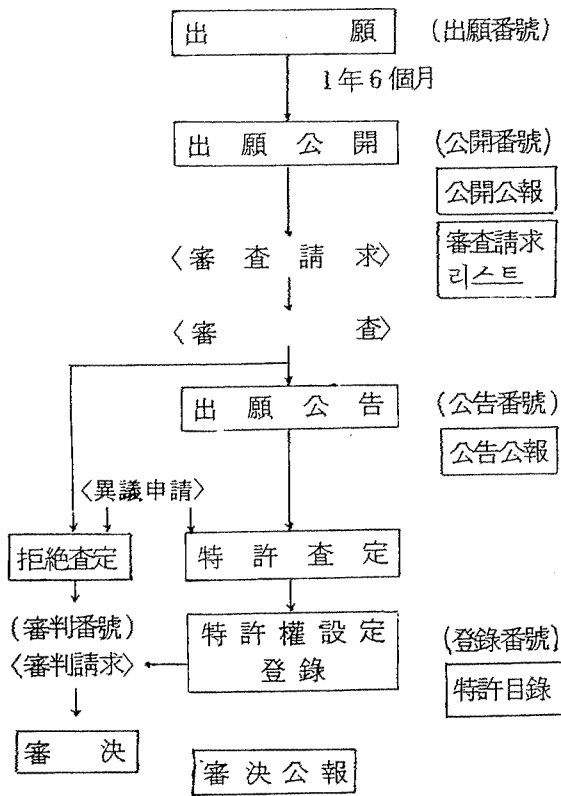 出願 (出願番號)
1年6個月
出願公開 (公開番號)
公開公報
〈審査請求〉
審査請求
리스트
〈審査〉
出願公告 (公告番號)
公告公報
〈異議申請〉
拒絶査定 特許査定
(審判番號)
〈審判請求〉
特許權設定
登錄
(登錄番號)
特許目錄
審決
審決公報